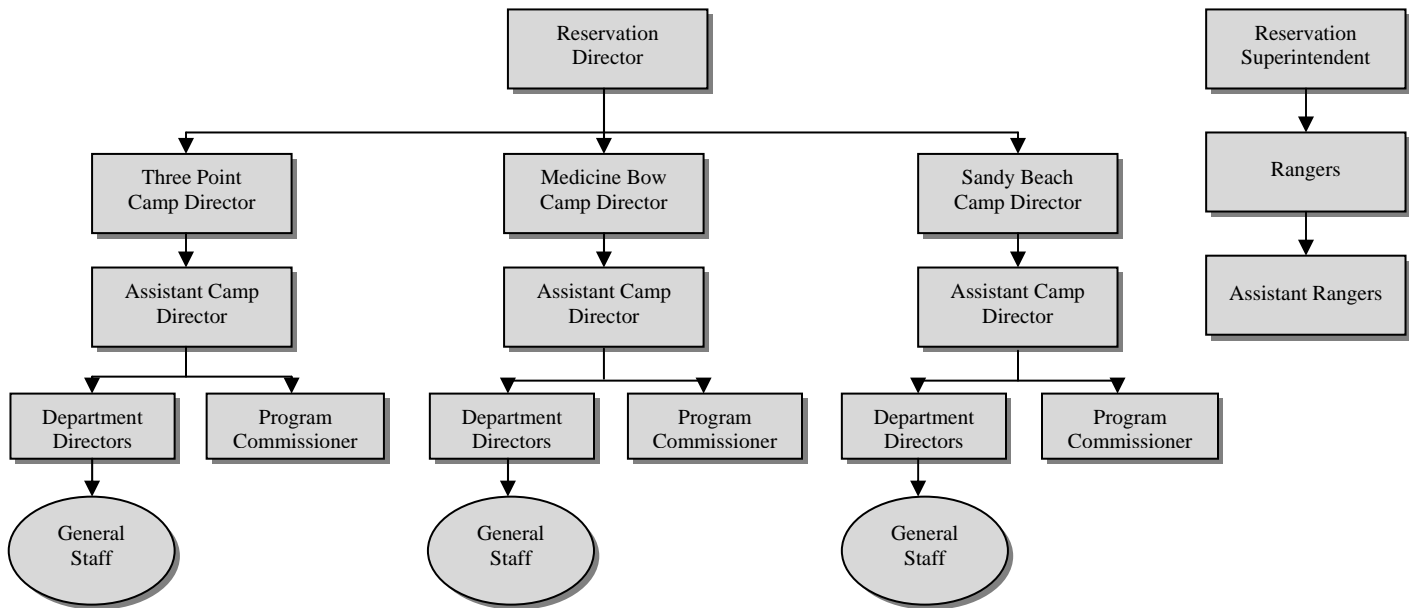 Reservation
Director
Reservation
Superintendent
Three Point
Camp Director
Medicine Bow
Camp Director
Sandy Beach
Camp Director
Rangers
Assistant Camp
Director
Assistant Camp
Director
Assistant Camp
Director
Assistant Rangers
Department
Directors
Program
Commissioner
Department
Directors
Program
Commissioner
Department
Directors
Program
Commissioner
General
Staff
General
Staff
General
Staff